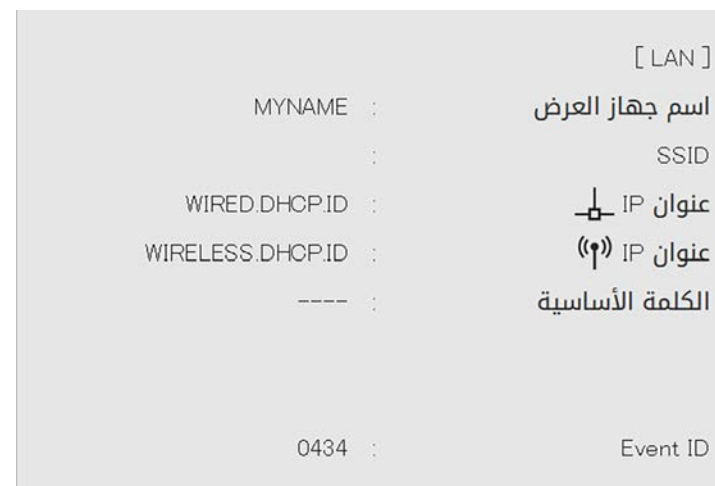 [ LAN ]
اسم جهاز العرض : MYNAME
SSID :
عنوان IP : WIRED.DHCP.ID
عنوان IP : WIRELESS.DHCP.ID
الكلمة الأساسية : ----
Event ID : 0434